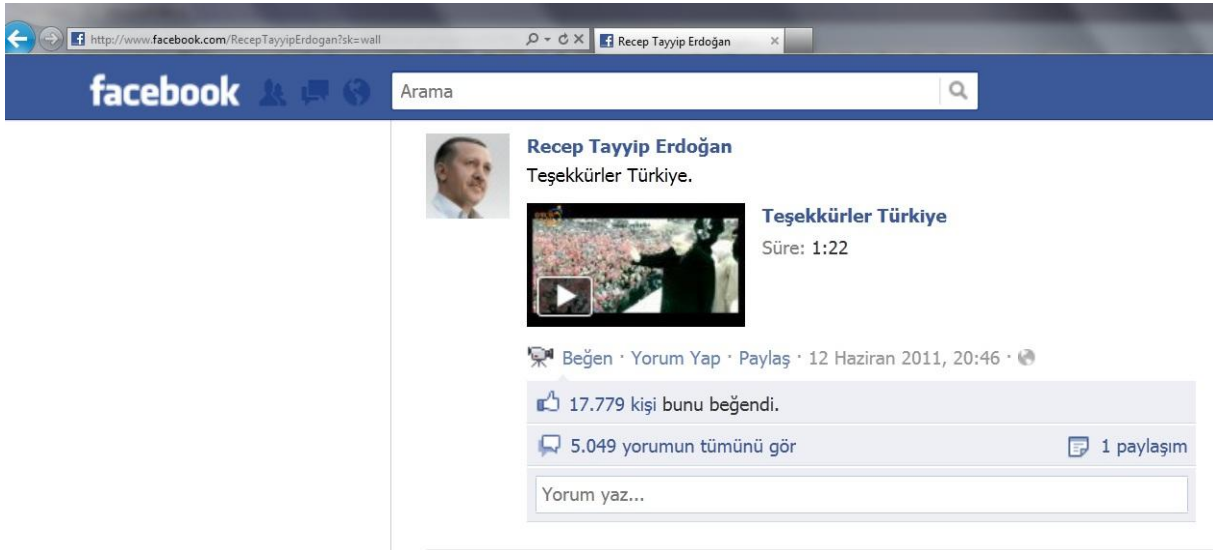 http://www.facebook.com/RecepTayyipErdogan?sk=wall
Recep Tayyip Erdoğan
facebook
Arama
Recep Tayyip Erdoğan
Teşekkürler Türkiye.
Teşekkürler Türkiye
Süre: 1:22
Beğen · Yorum Yap · Paylaş · 12 Haziran 2011, 20:46 ·
17.779 kişi bunu beğendi.
5.049 yorumun tümünü gör
1 paylaşım
Yorum yaz...